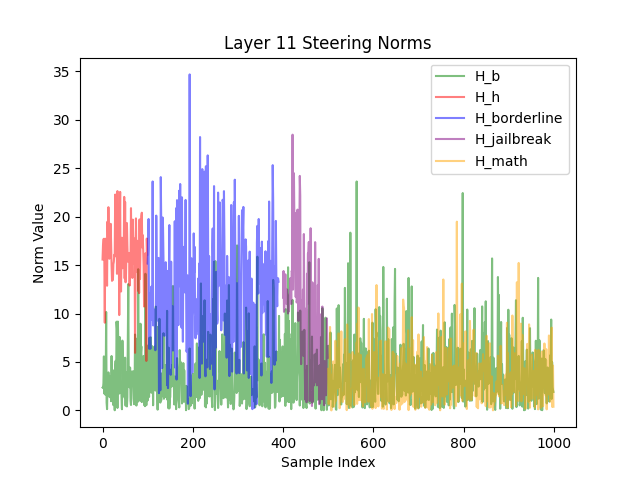 Layer 11 Steering Norms
Norm Value
35
30
25
20
15
10
5
0
H_b
H_h
H_borderline
H_jailbreak
H_math
0
200
400
600
800
1000
Sample Index